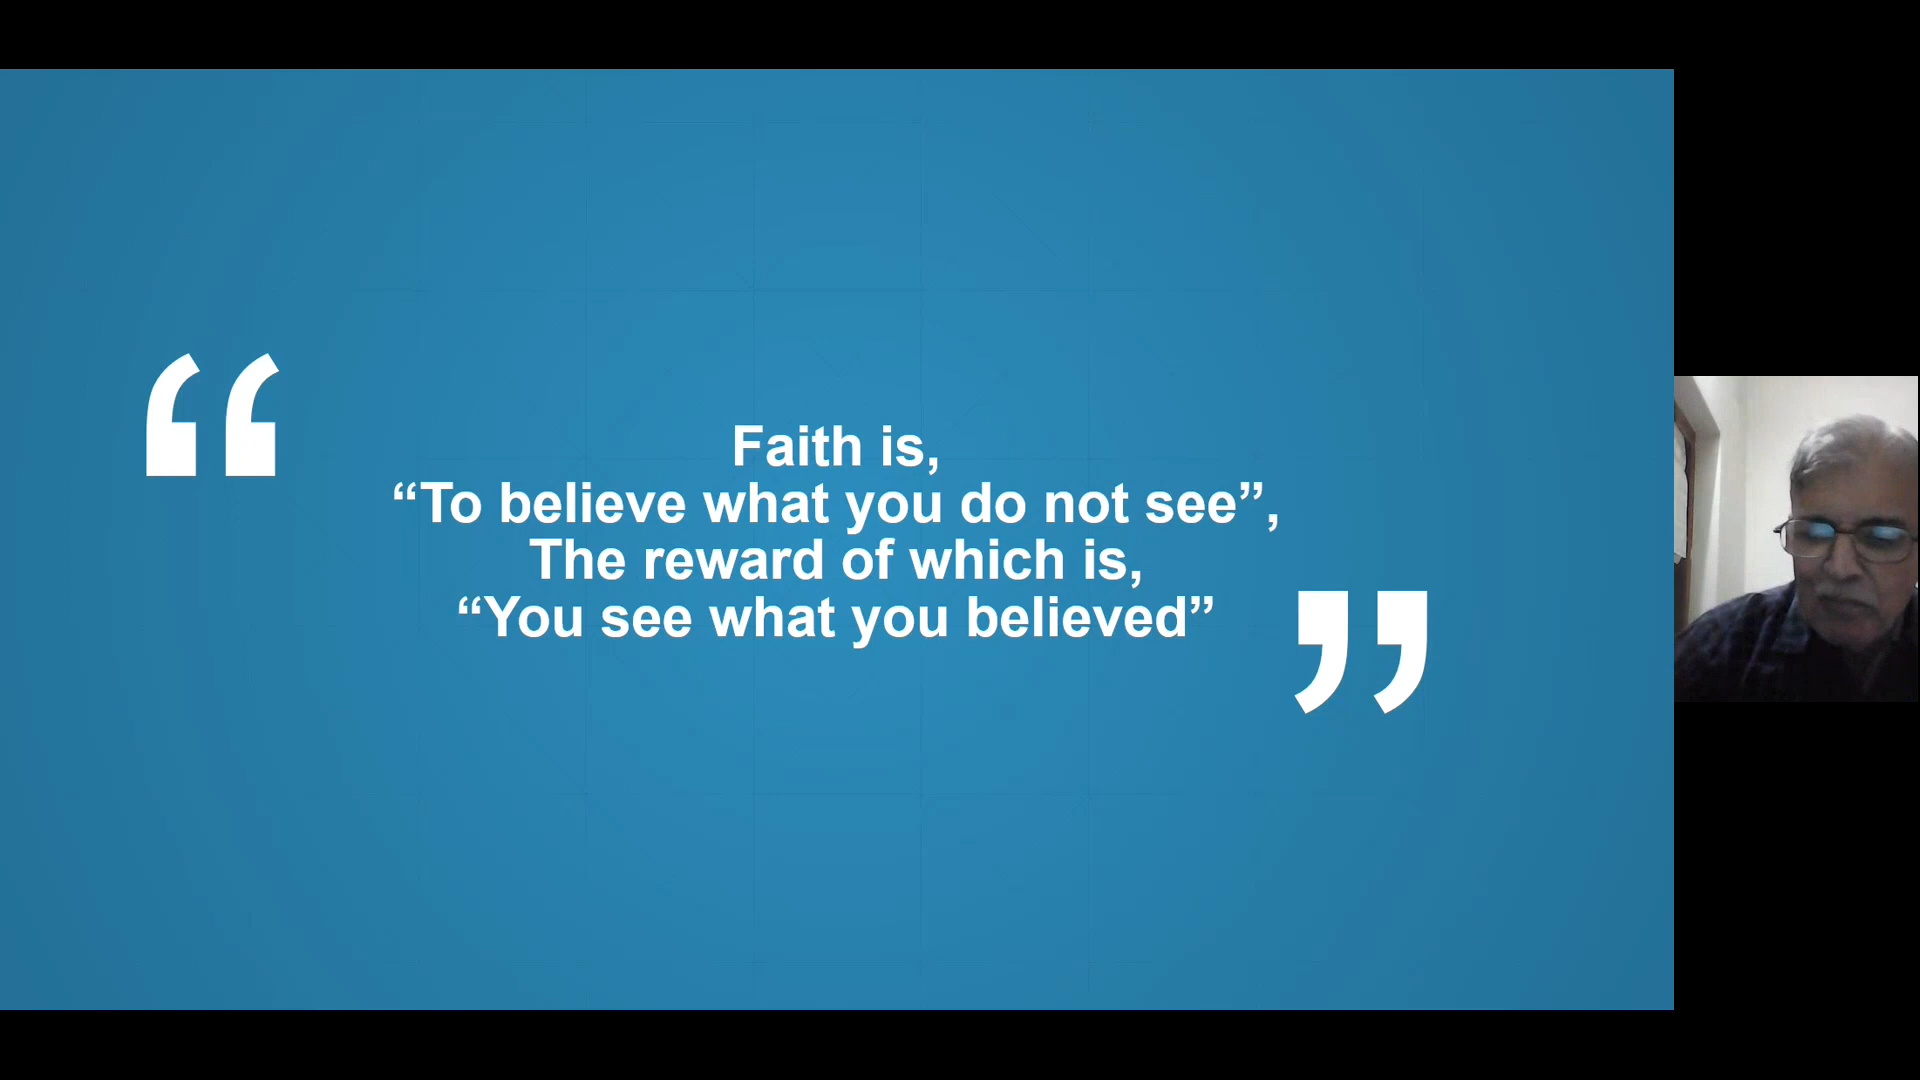 Faith is,
“To believe what you do not see”,
The reward of which is,
“You see what you believed”